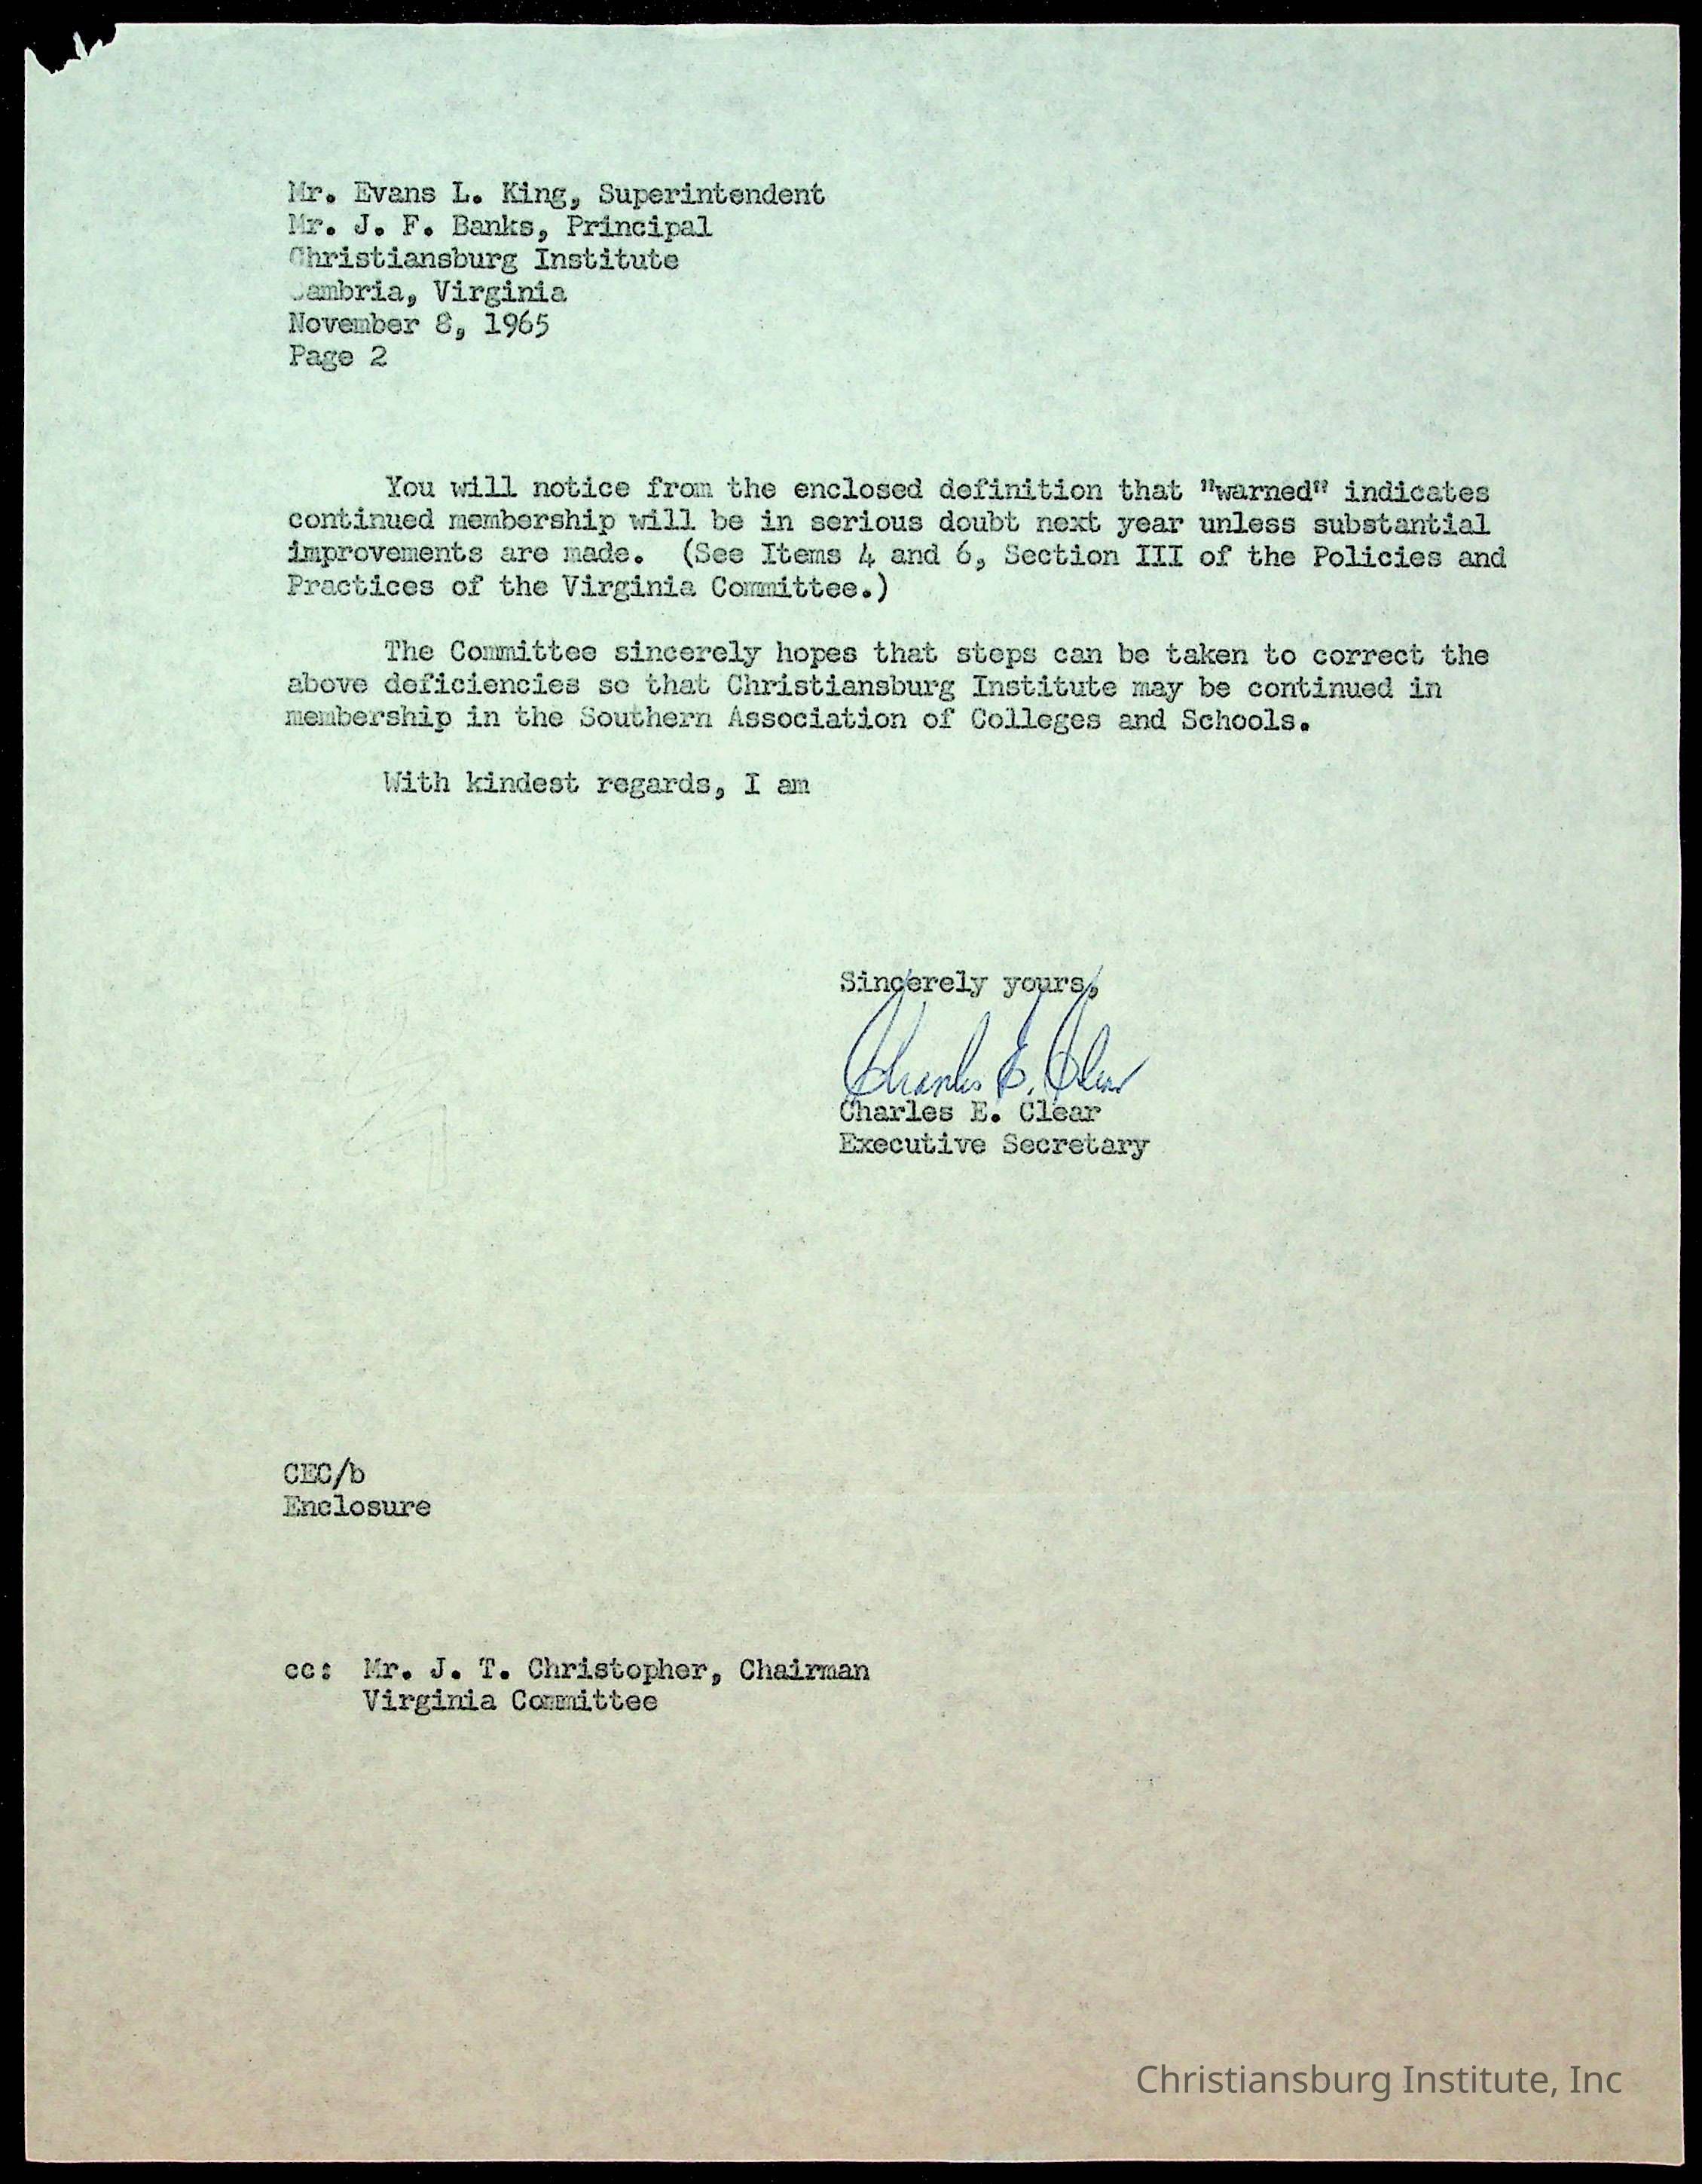 Mr. Evans L. King, Superintendent
Mr. J. F. Banks, Principal
Christiansburg Institute
Cambria, Virginia
November 8, 1965
Page 2
You will notice from the enclosed definition that "warned" indicates
continued membership will be in serious doubt next year unless substantial
improvements are made. (See Items 4 and 6, Section III of the Policies and
Practices of the Virginia Committee.)
The Committee sincerely hopes that steps can be taken to correct the
above deficiencies so that Christiansburg Institute may be continued in
membership in the Southern Association of Colleges and Schools.
With kindest regards, I am
Sincerely yours,
Charles E. Clear
Charles E. Clear
Executive Secretary
CEC/b
Enclosure
cc: Mr. J. T. Christopher, Chairman
Virginia Committee
Christiansburg Institute, Inc